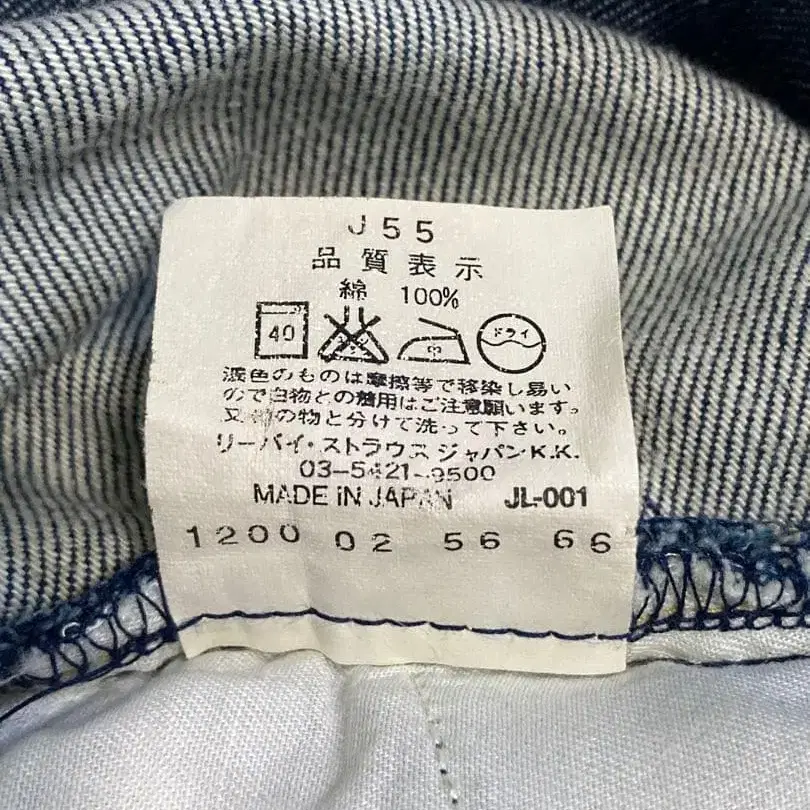 J55
品質表示
綿 100%
40 中 ドライ
濃色のものは摩擦等で移染し易い
ので白物との着用はご注意願います。
又、他の物と分けて洗って下さい。
リーバイ・ストラウス ジャパン K.K.
03-5421-9500
MADE IN JAPAN JL-001
1200 02 56 66